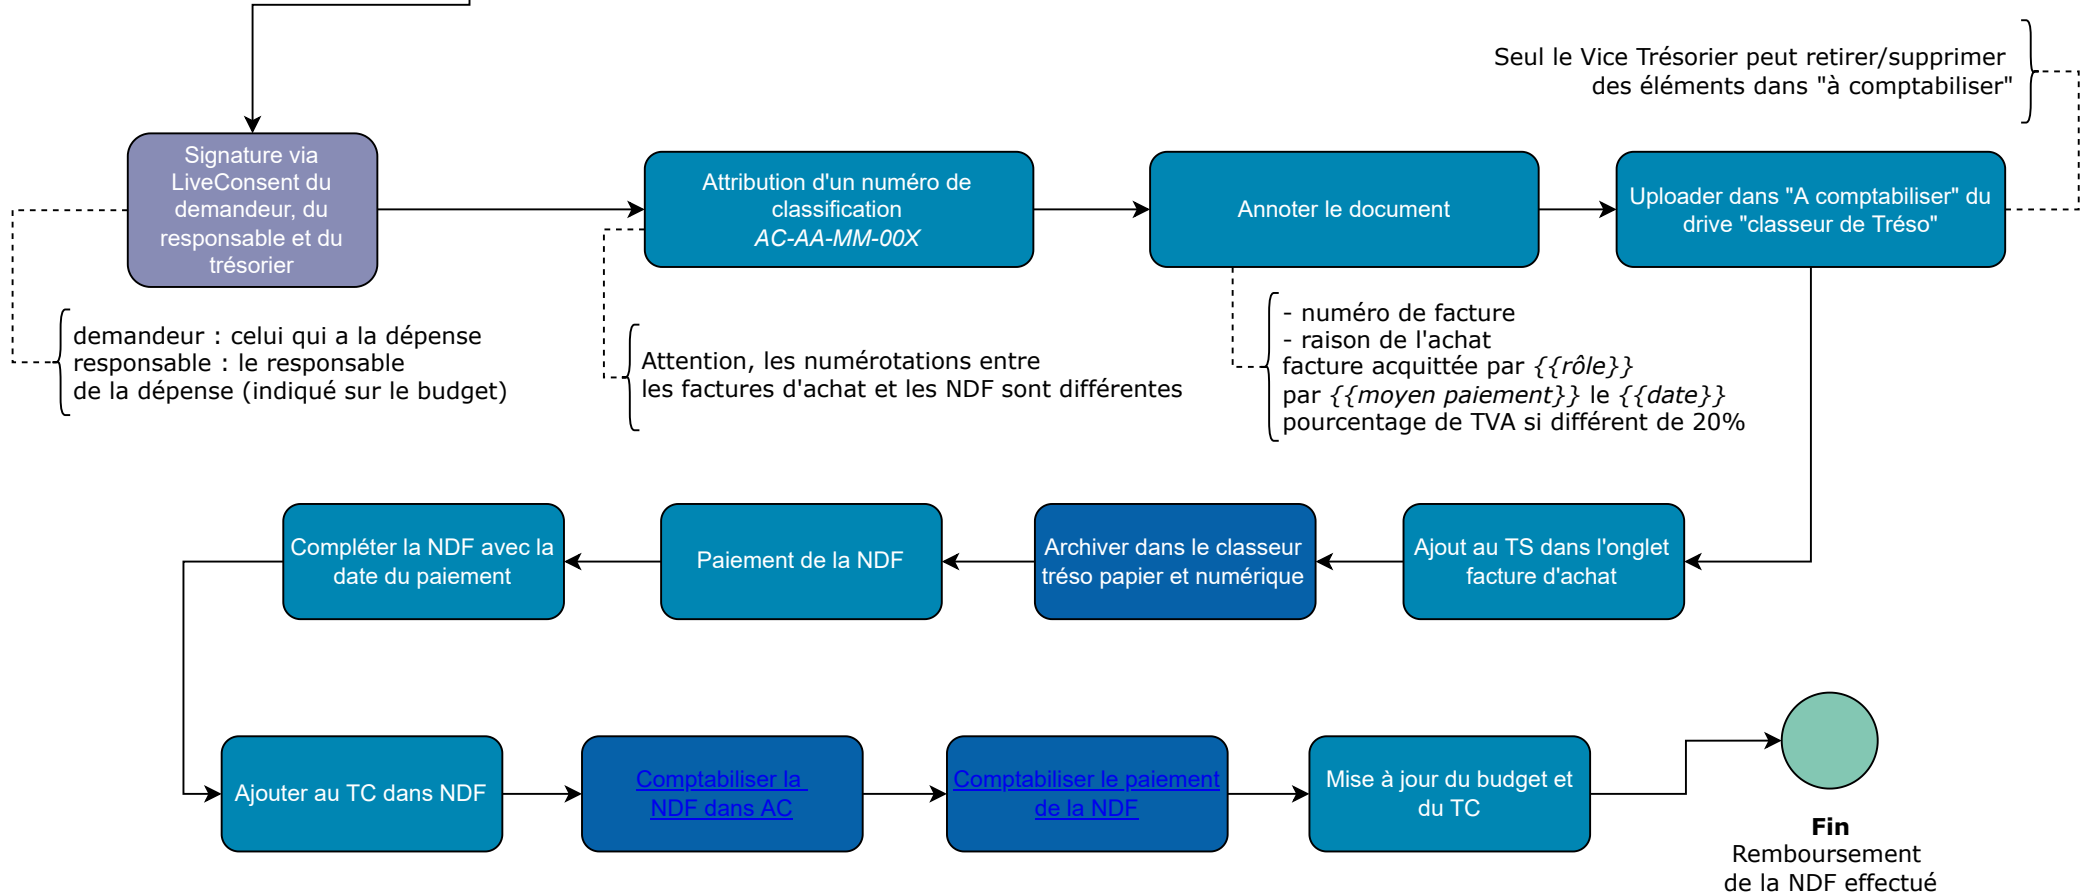 Seul le Vice Trésorier peut retirer/supprimer
des éléments dans "à comptabiliser"
Signature via
LiveConsent du
demandeur, du
responsable et du
trésorier
Attribution d'un numéro de
classification
AC-AA-MM-00X
Annoter le document
Uploader dans "A comptabiliser" du
drive "classeur de Tréso"
demandeur : celui qui a la dépense
responsable : le responsable
de la dépense (indiqué sur le budget)
Attention, les numérotations entre
les factures d'achat et les NDF sont différentes
- numéro de facture
- raison de l'achat
facture acquittée par {{rôle}}
par {{moyen paiement}} le {{date}}
pourcentage de TVA si différent de 20%
Compléter la NDF avec la
date du paiement
Paiement de la NDF
Archiver dans le classeur
tréso papier et numérique
Ajout au TS dans l'onglet
facture d'achat
Ajouter au TC dans NDF
Comptabiliser la
NDF dans AC
Comptabiliser le paiement
de la NDF
Mise à jour du budget et
du TC
Fin
Remboursement
de la NDF effectué